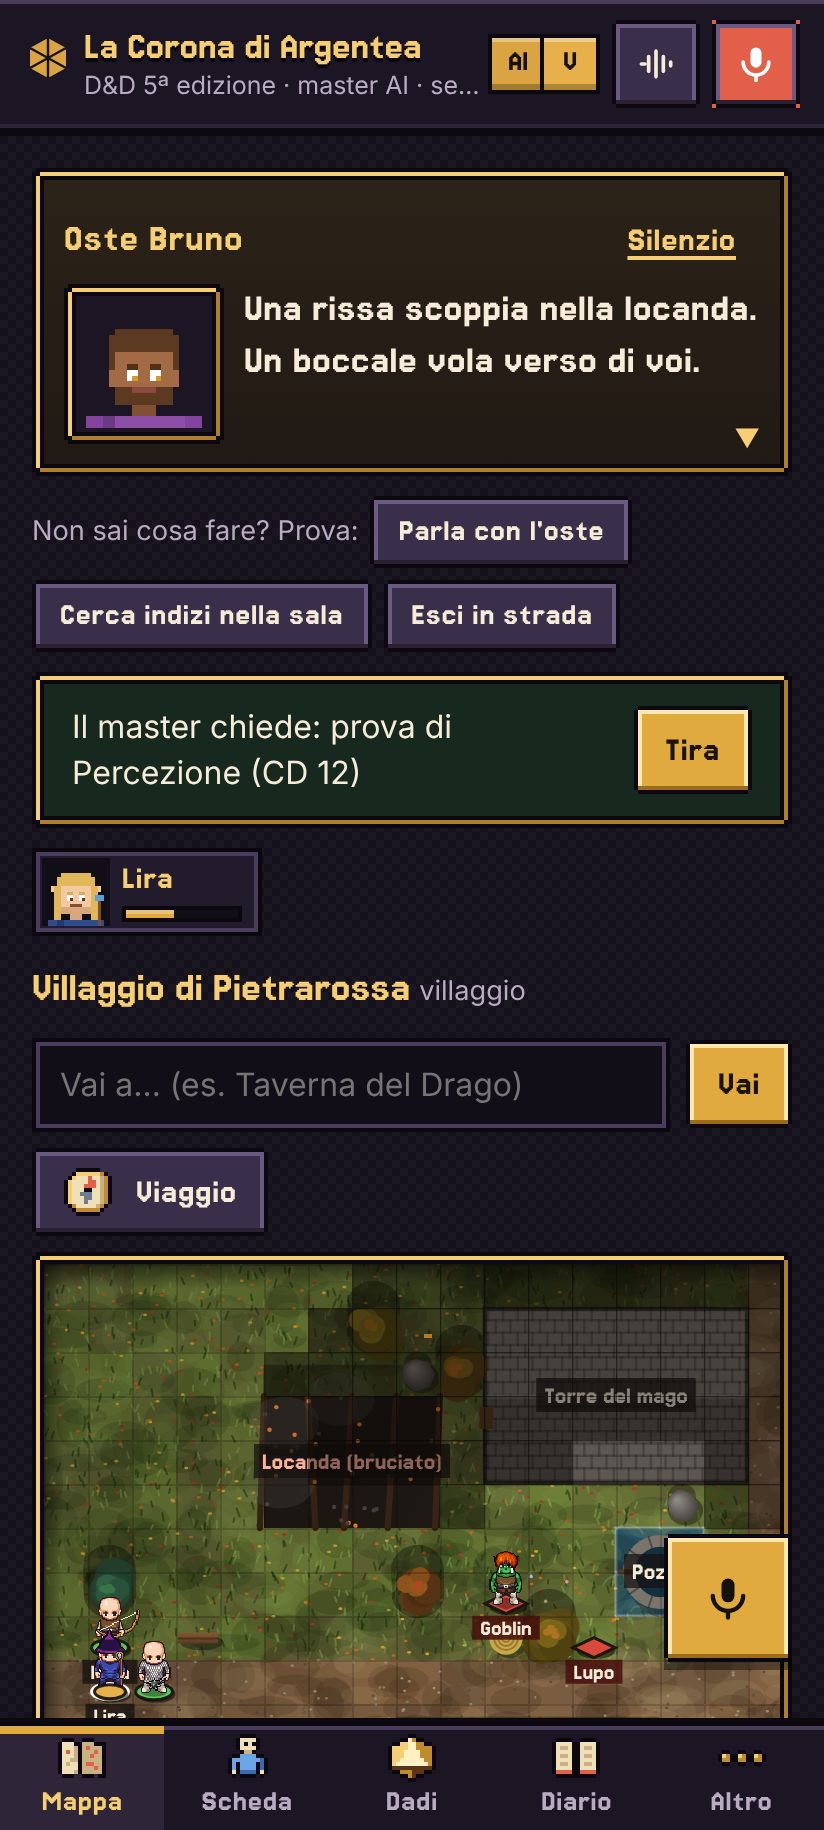 La Corona di Argentea
D&D 5ª edizione · master AI · se...
AI V
Oste Bruno
Silenzio
Una rissa scoppia nella locanda.
Un boccale vola verso di voi.
Non sai cosa fare? Prova:
Parla con l'oste
Cerca indizi nella sala
Esci in strada
Il master chiede: prova di
Percezione (CD 12)
Tira
Lira
Villaggio di Pietrarossa villaggio
Vai a... (es. Taverna del Drago)
Vai
Viaggio
Torre del mago
Locanda (bruciato)
Poz
Goblin
Lupo
Lira
Mappa
Scheda
Dadi
Diario
Altro